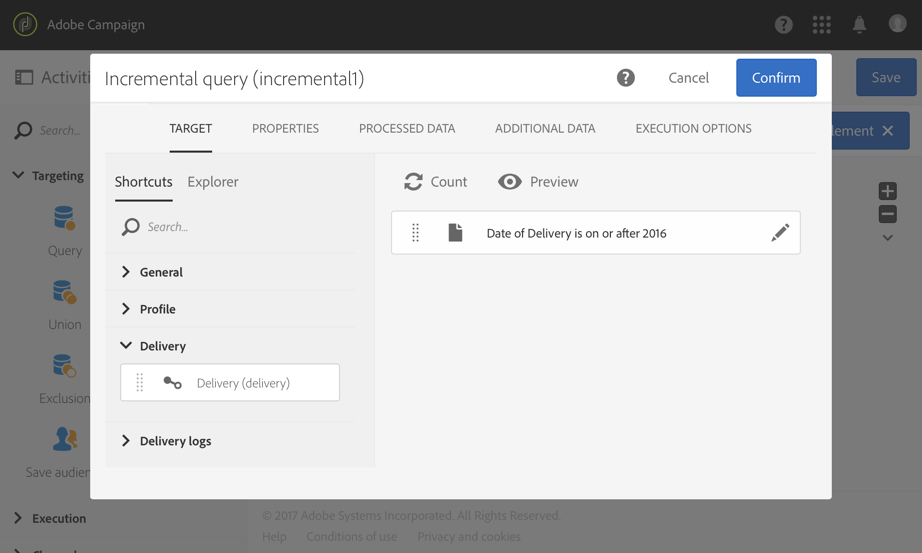 Adobe Campaign
Activiti
Incremental query (incremental1)
Cancel
Confirm
Save
Search...
TARGET
PROPERTIES
PROCESSED DATA
ADDITIONAL DATA
EXECUTION OPTIONS
lement
Targeting
Shortcuts
Explorer
Count
Preview
Search...
Date of Delivery is on or after 2016
Query
General
Profile
Union
Delivery
Delivery (delivery)
Exclusion
Delivery logs
Save audien
Execution
© 2017 Adobe Systems Incorporated. All Rights Reserved.
Help Conditions of use Privacy and cookies